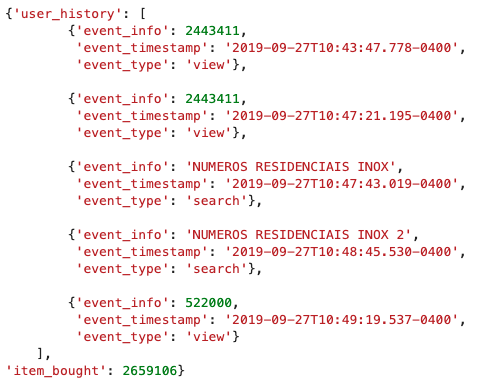 {'user_history': [
{'event_info': 2443411,
'event_timestamp': '2019-09-27T10:43:47.778-0400',
'event_type': 'view'},
{'event_info': 2443411,
'event_timestamp': '2019-09-27T10:47:21.195-0400',
'event_type': 'view'},
{'event_info': 'NUMEROS RESIDENCIAIS INOX',
'event_timestamp': '2019-09-27T10:47:43.019-0400',
'event_type': 'search'},
{'event_info': 'NUMEROS RESIDENCIAIS INOX 2',
'event_timestamp': '2019-09-27T10:48:45.530-0400',
'event_type': 'search'},
{'event_info': 522000,
'event_timestamp': '2019-09-27T10:49:19.537-0400',
'event_type': 'view'}
],
'item_bought': 2659106}